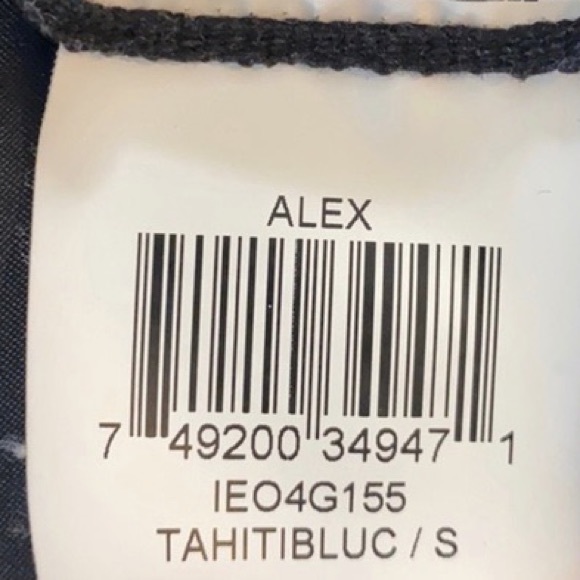 ALEX
7 49200 34947 1
IEO4G155
TAHITIBLUC / S